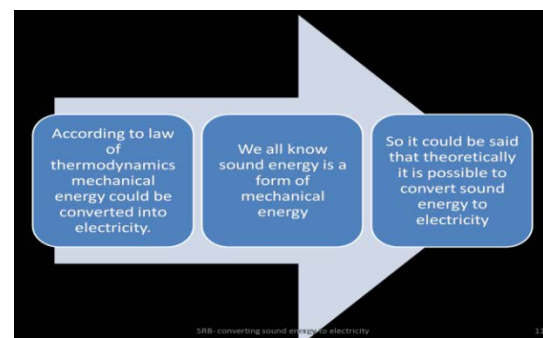 According to law
of
thermodynamics
mechanical
energy could be
converted into
electricity.
We all know
sound energy is a
form of
mechanical
energy
So it could be said
that theoretically
it is possible to
convert sound
energy to
electricity
SRB- converting sound energy to electricity
11